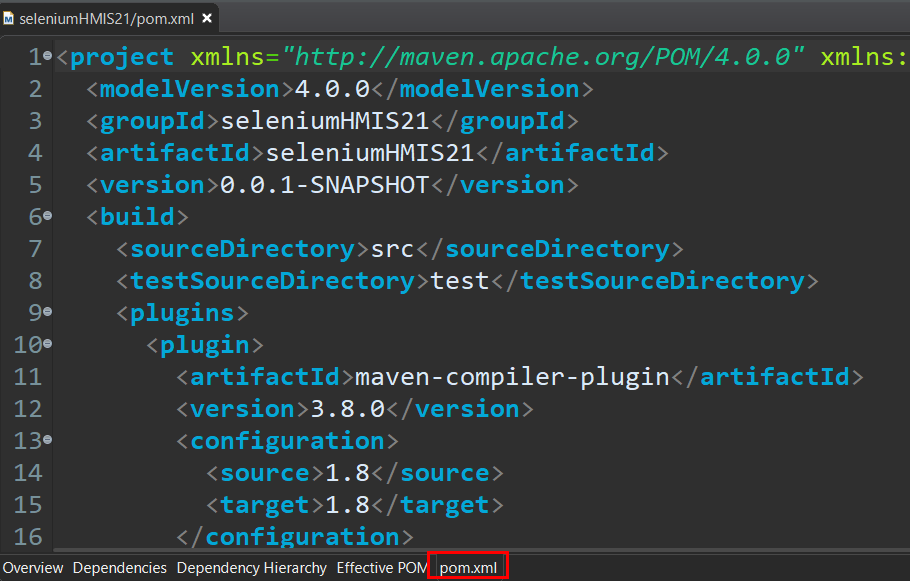 seleniumHMIS21/pom.xml
1 <project xmlns="http://maven.apache.org/POM/4.0.0" xmlns:
2 <modelVersion>4.0.0</modelVersion>
3 <groupId>seleniumHMIS21</groupId>
4 <artifactId>seleniumHMIS21</artifactId>
5 <version>0.0.1-SNAPSHOT</version>
6 <build>
7 <sourceDirectory>src</sourceDirectory>
8 <testSourceDirectory>test</testSourceDirectory>
9 <plugins>
10 <plugin>
11 <artifactId>maven-compiler-plugin</artifactId>
12 <version>3.8.0</version>
13 <configuration>
14 <source>1.8</source>
15 <target>1.8</target>
16 </configuration>
Overview Dependencies Dependency Hierarchy Effective POM pom.xml